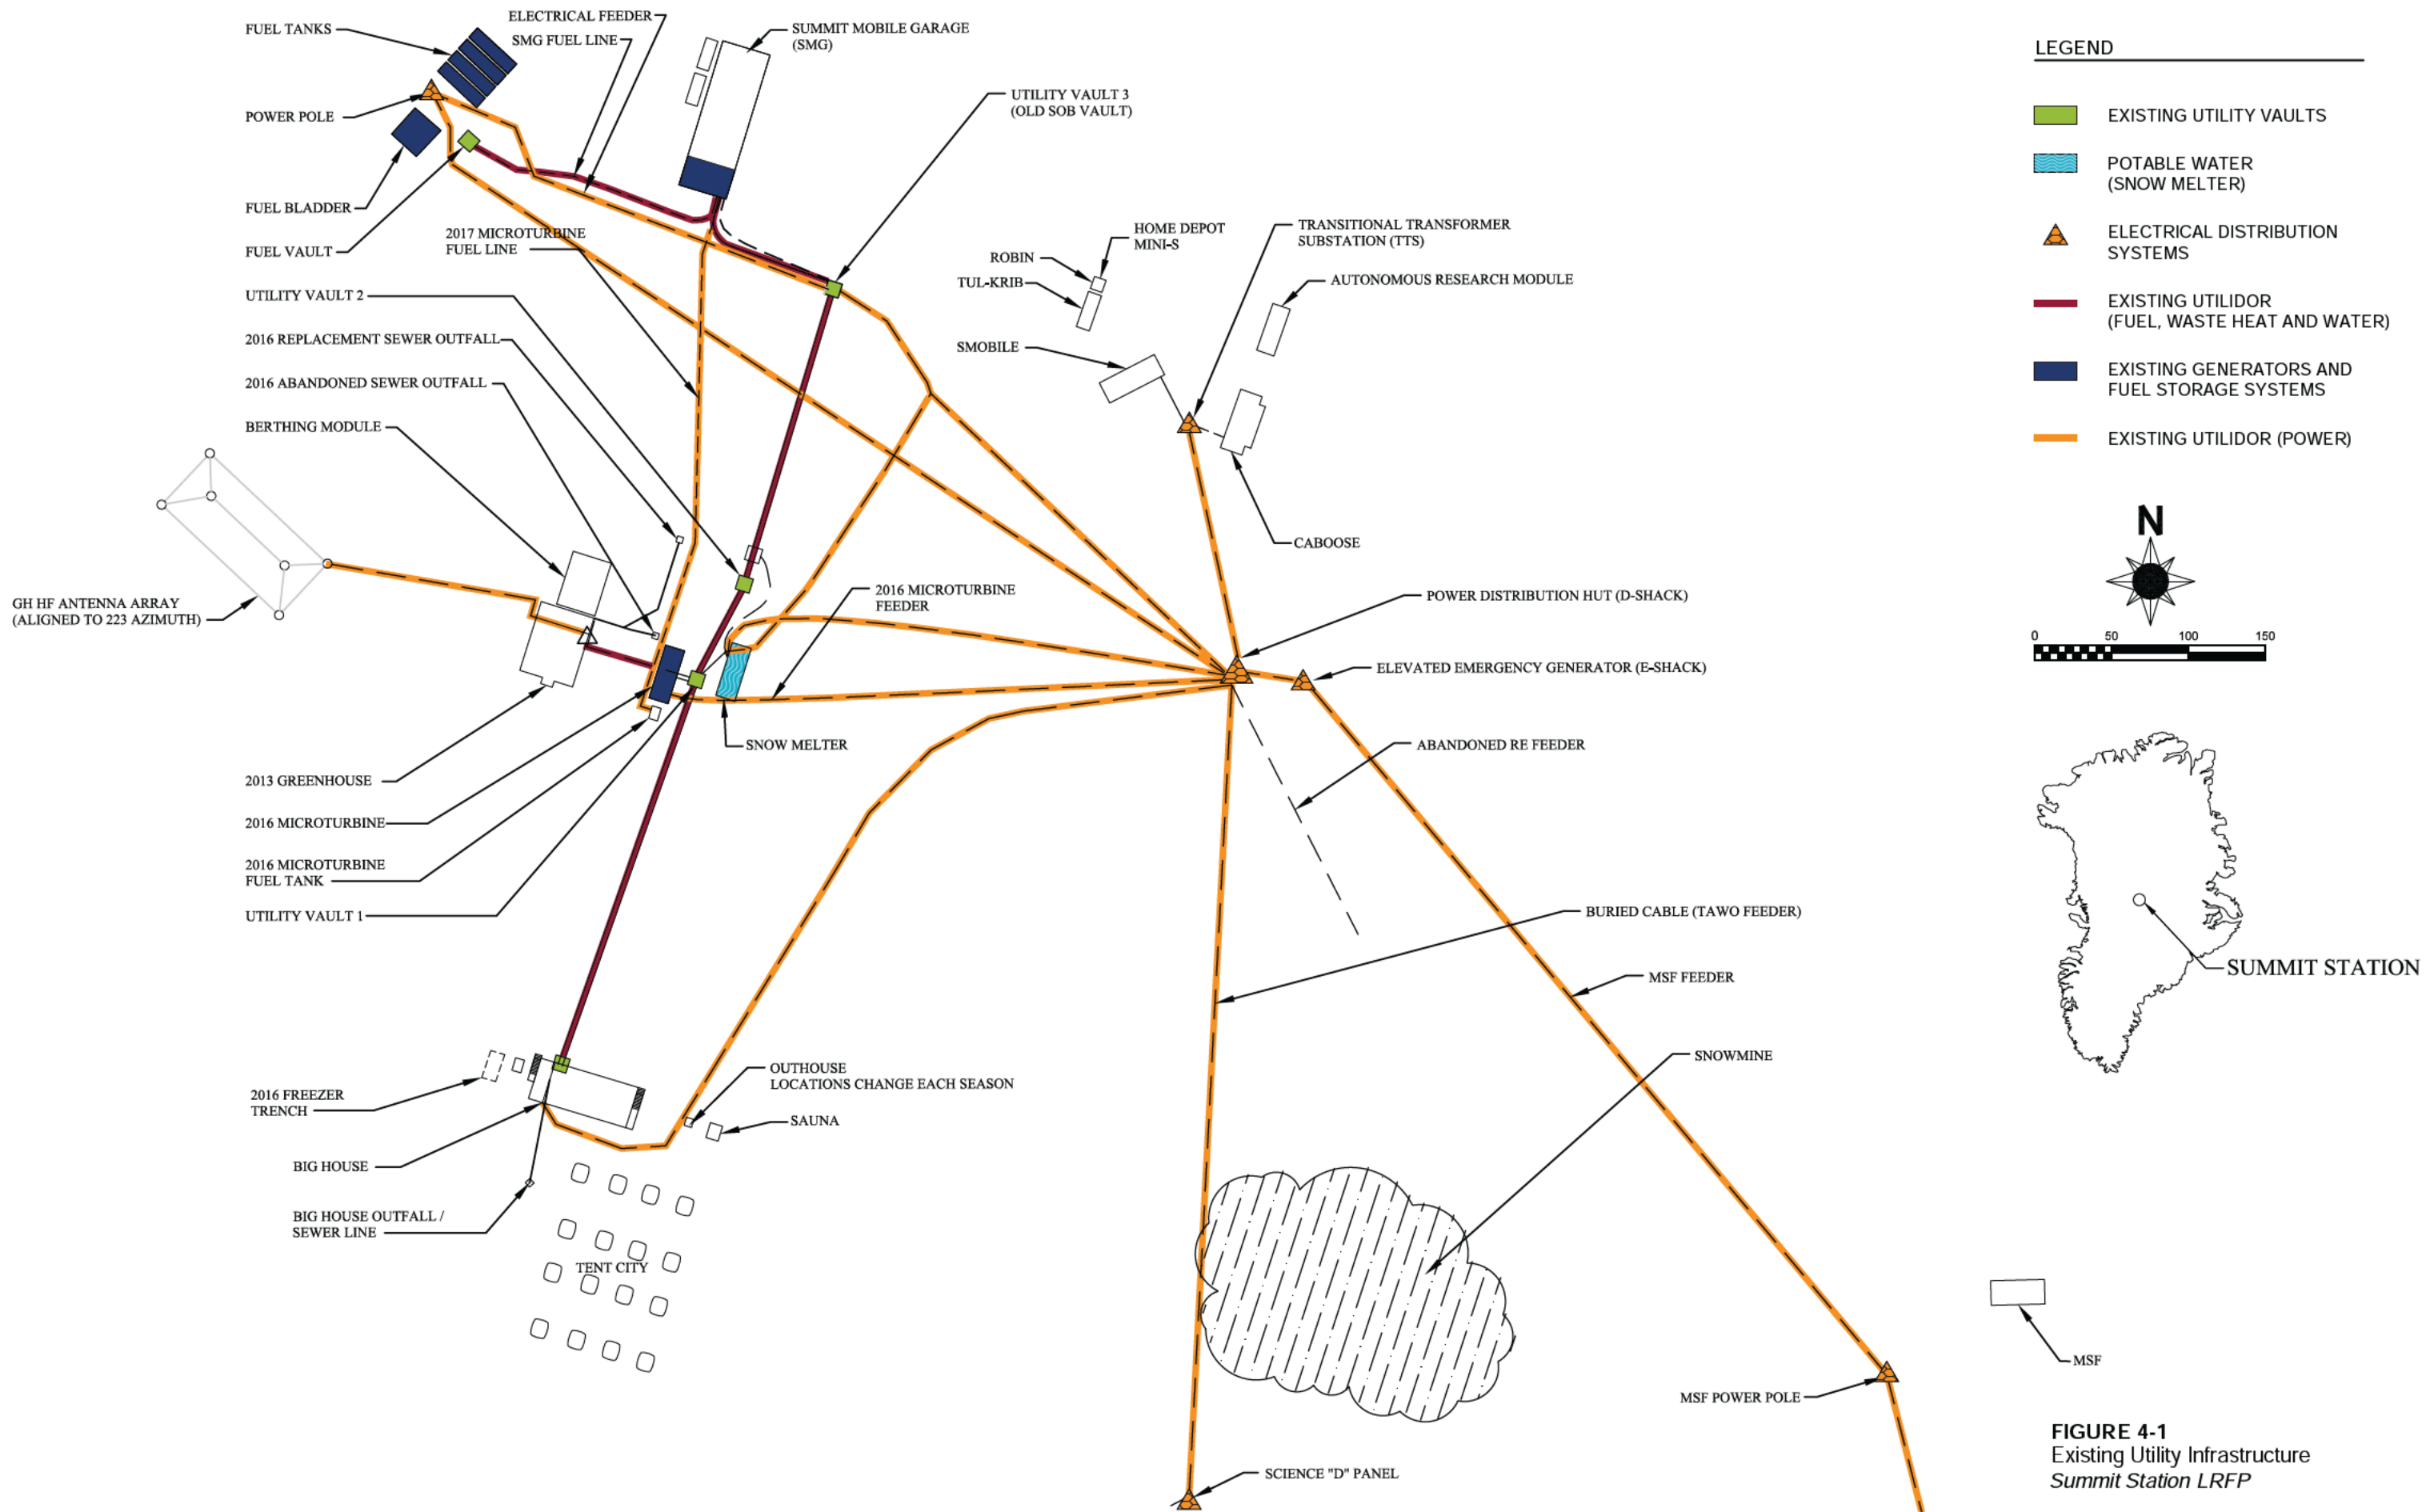 FUEL TANKS
ELECTRICAL FEEDER
SMG FUEL LINE
SUMMIT MOBILE GARAGE
(SMG)
POWER POLE
UTILITY VAULT 3
(OLD SOB VAULT)
FUEL BLADDER
FUEL VAULT
2017 MICROTURBINE
FUEL LINE
UTILITY VAULT 2
2016 REPLACEMENT SEWER OUTFALL
2016 ABANDONED SEWER OUTFALL
BERTHING MODULE
HOME DEPOT
MINI-S
ROBIN
TUL-KRIB
SMOBILE
TRANSITIONAL TRANSFORMER
SUBSTATION (TTS)
AUTONOMOUS RESEARCH MODULE
CABOOSE
GH HF ANTENNA ARRAY
(ALIGNED TO 223 AZIMUTH)
2016 MICROTURBINE
FEEDER
POWER DISTRIBUTION HUT (D-SHACK)
ELEVATED EMERGENCY GENERATOR (E-SHACK)
SNOW MELTER
ABANDONED RE FEEDER
2013 GREENHOUSE
2016 MICROTURBINE
2016 MICROTURBINE
FUEL TANK
UTILITY VAULT 1
BURIED CABLE (TAWO FEEDER)
MSF FEEDER
SNOWMINE
2016 FREEZER
TRENCH
OUTHOUSE
LOCATIONS CHANGE EACH SEASON
SAUNA
BIG HOUSE
BIG HOUSE OUTFALL /
SEWER LINE
TENT CITY
MSF
MSF POWER POLE
SCIENCE "D" PANEL
LEGEND
EXISTING UTILITY VAULTS
POTABLE WATER
(SNOW MELTER)
ELECTRICAL DISTRIBUTION
SYSTEMS
EXISTING UTILIDOR
(FUEL, WASTE HEAT AND WATER)
EXISTING GENERATORS AND
FUEL STORAGE SYSTEMS
EXISTING UTILIDOR (POWER)
N
0 50 100 150
SUMMIT STATION
FIGURE 4-1
Existing Utility Infrastructure
Summit Station LRFP